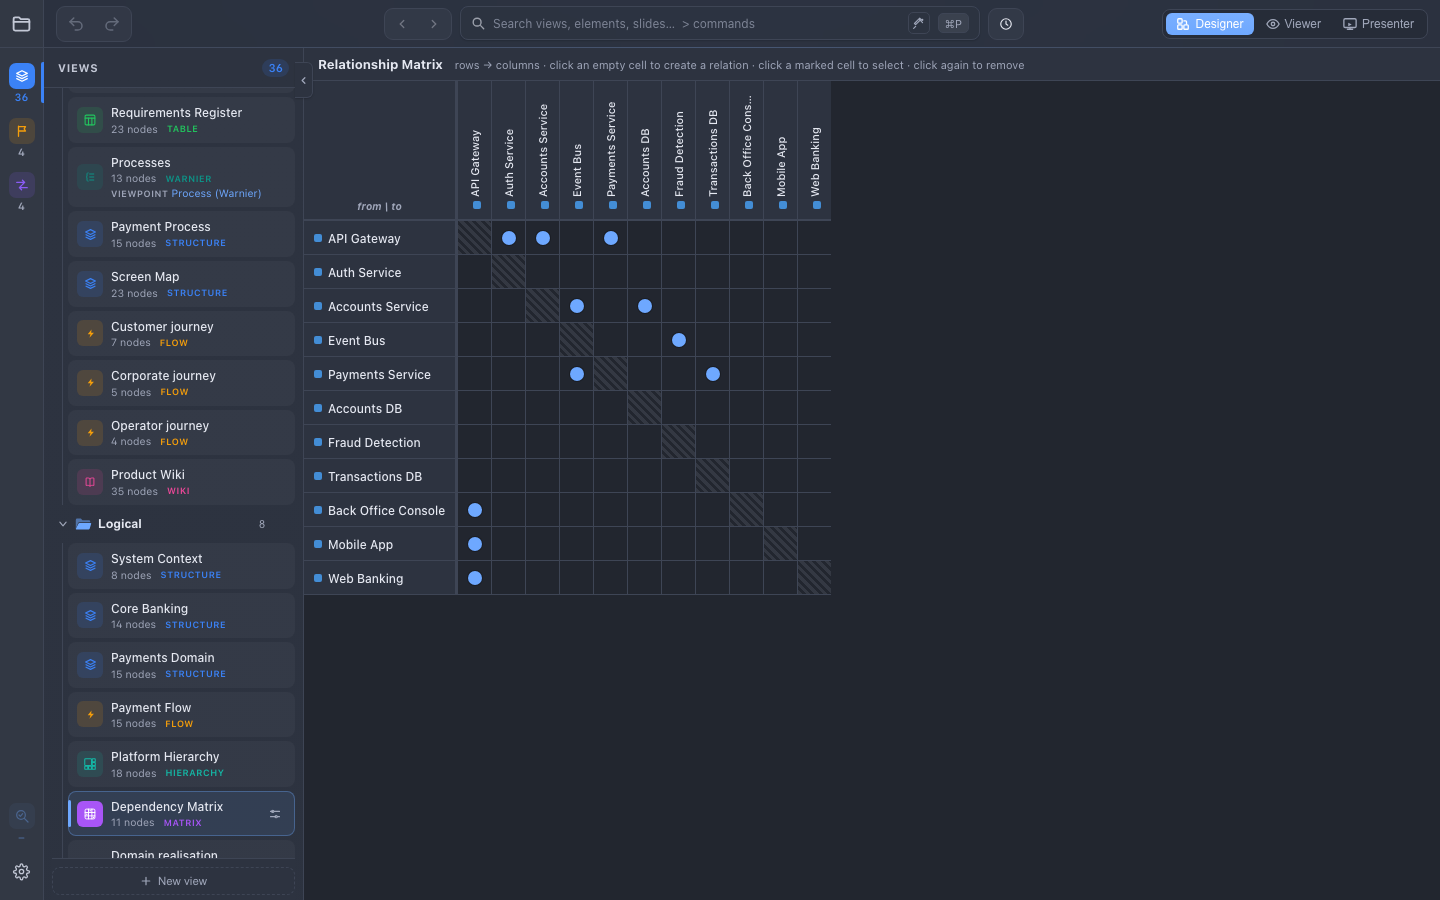 Search views, elements, slides... > commands
⌘P
Designer
Viewer
Presenter
36
4
4
VIEWS
36
Requirements Register
23 nodes TABLE
Processes
13 nodes WARNIER
VIEWPOINT Process (Warnier)
Payment Process
15 nodes STRUCTURE
Screen Map
23 nodes STRUCTURE
Customer journey
7 nodes FLOW
Corporate journey
5 nodes FLOW
Operator journey
4 nodes FLOW
Product Wiki
35 nodes WIKI
Logical 8
System Context
8 nodes STRUCTURE
Core Banking
14 nodes STRUCTURE
Payments Domain
15 nodes STRUCTURE
Payment Flow
15 nodes FLOW
Platform Hierarchy
18 nodes HIERARCHY
Dependency Matrix
11 nodes MATRIX
Domain realisation
+ New view
Relationship Matrix rows → columns · click an empty cell to create a relation · click a marked cell to select · click again to remove
from | to
API Gateway
Auth Service
Accounts Service
Event Bus
Payments Service
Accounts DB
Fraud Detection
Transactions DB
Back Office Cons...
Mobile App
Web Banking
API Gateway
Auth Service
Accounts Service
Event Bus
Payments Service
Accounts DB
Fraud Detection
Transactions DB
Back Office Console
Mobile App
Web Banking